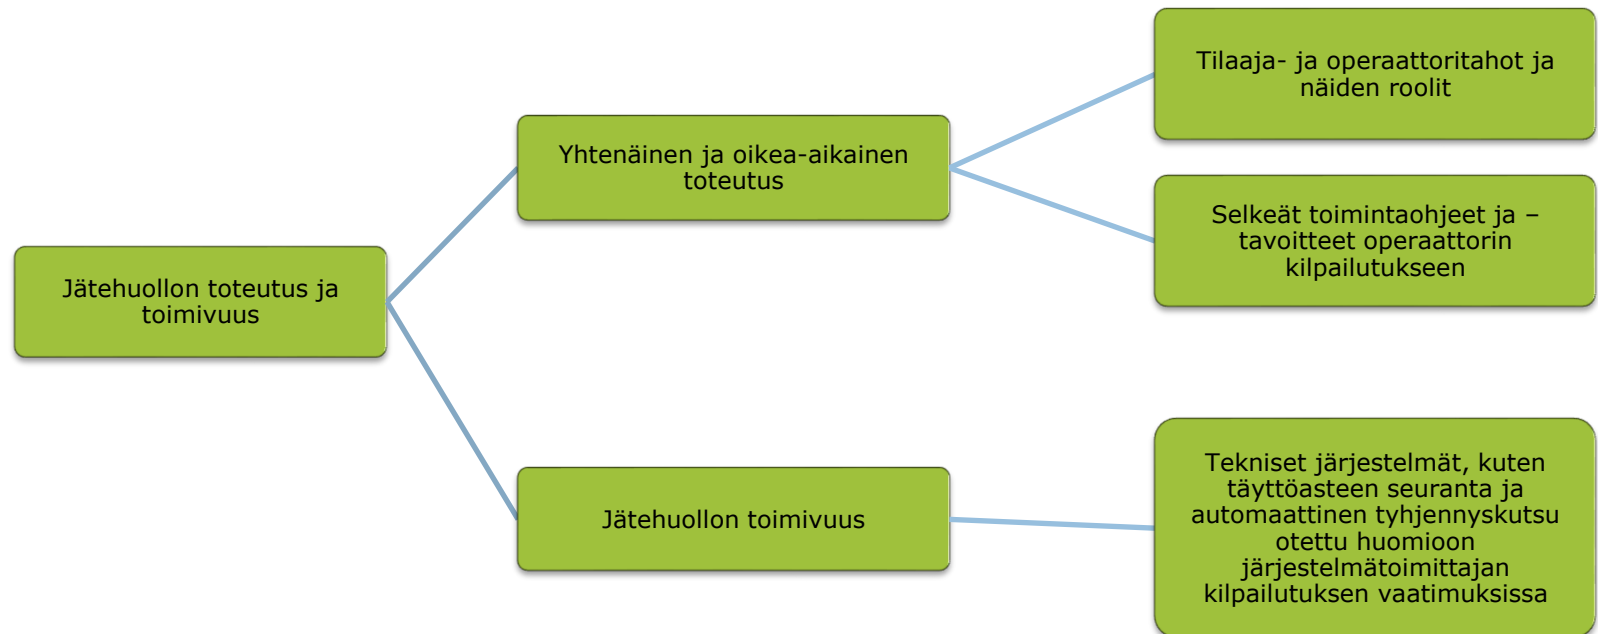 Jätehuollon toteutus ja
toimivuus
Yhtenäinen ja oikea-aikainen
toteutus
Tilaaja- ja operaattoritahot ja
näiden roolit
Selkeät toimintaohjeet ja –
tavoitteet operaattorin
kilpailutukseen
Jätehuollon toimivuus
Tekniset järjestelmät, kuten
täyttöasteen seuranta ja
automaattinen tyhjennyskutsu
otettu huomioon
järjestelmätoimittajan
kilpailutuksen vaatimuksissa